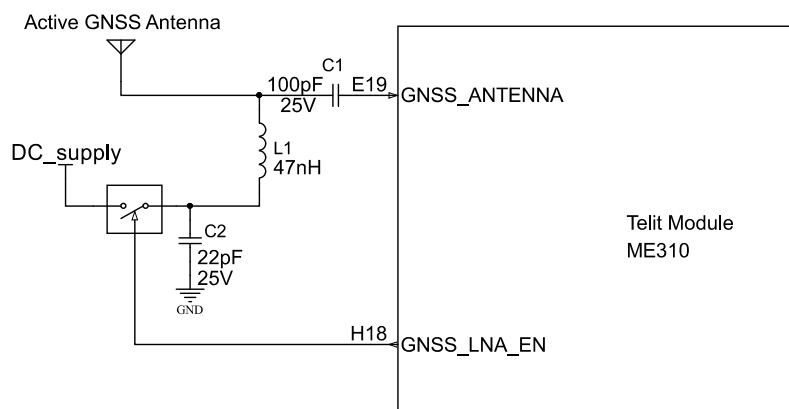 Active GNSS Antenna
C1
100pF
25V
E19
GNSS_ANTENNA
L1
47nH
DC_supply
C2
22pF
25V
GND
Telit Module
ME310
H18
GNSS_LNA_EN